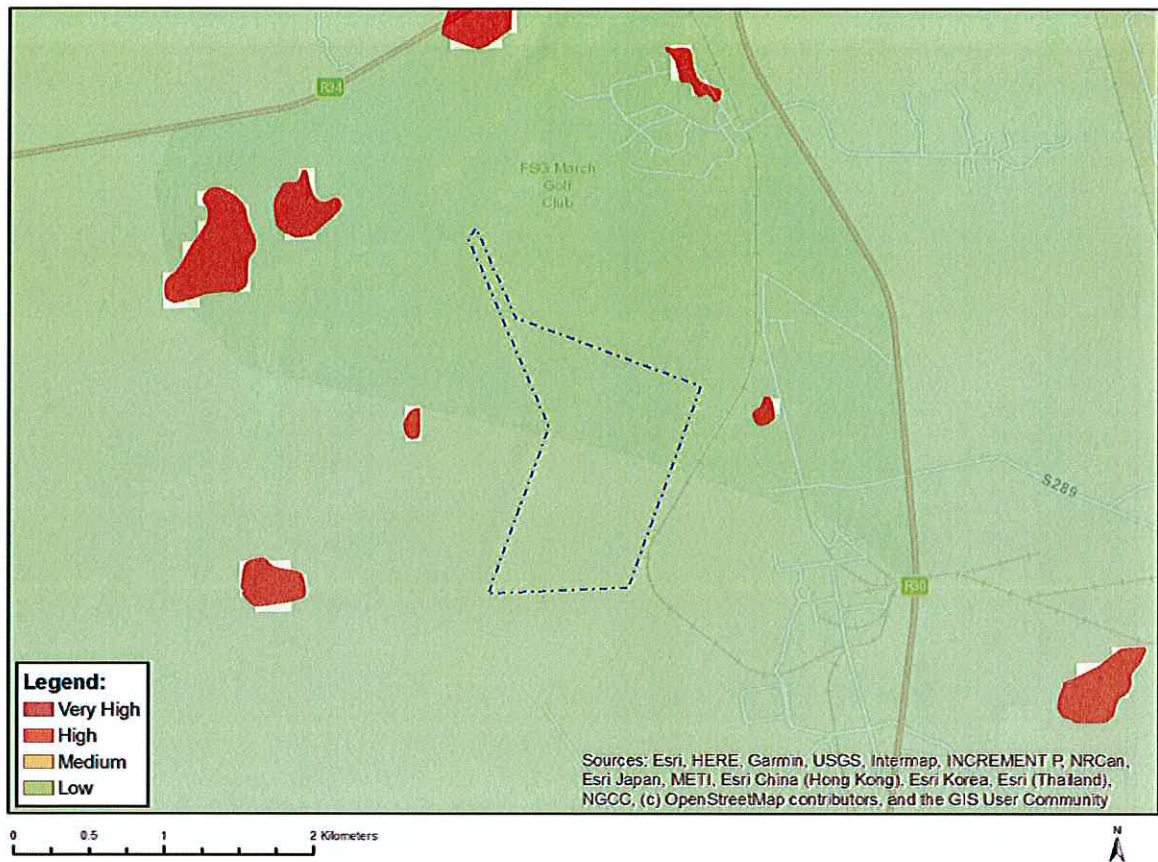 R34
FSG March
Golf
Club
S289
R30
Legend:
Very High
High
Medium
Low
Sources: Esri, HERE, Garmin, USGS, Intermap, INCREMENT P, NRCan,
Esri Japan, METI, Esri China (Hong Kong), Esri Korea, Esri (Thailand),
NGCC, (c) OpenStreetMap contributors, and the GIS User Community
0 0.5 1 2 Kilometers
N